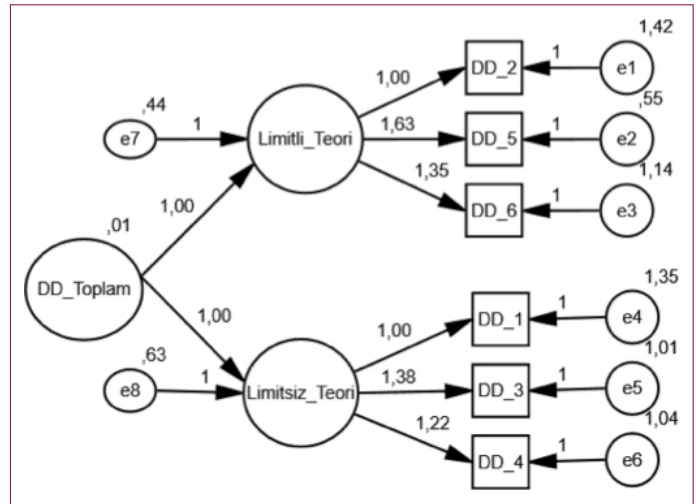 1,42
1,00
DD_2
1
e1
,44
,55
e7
1
Limitli_Teori
1,63
DD_5
1
e2
1,35
1,14
DD_6
1
e3
1,00
,01
DD_Toplam
1,35
1,00
1,00
DD_1
1
e4
,63
1,01
e8
1
Limitsiz_Teori
1,38
DD_3
1
e5
1,22
1,04
DD_4
1
e6